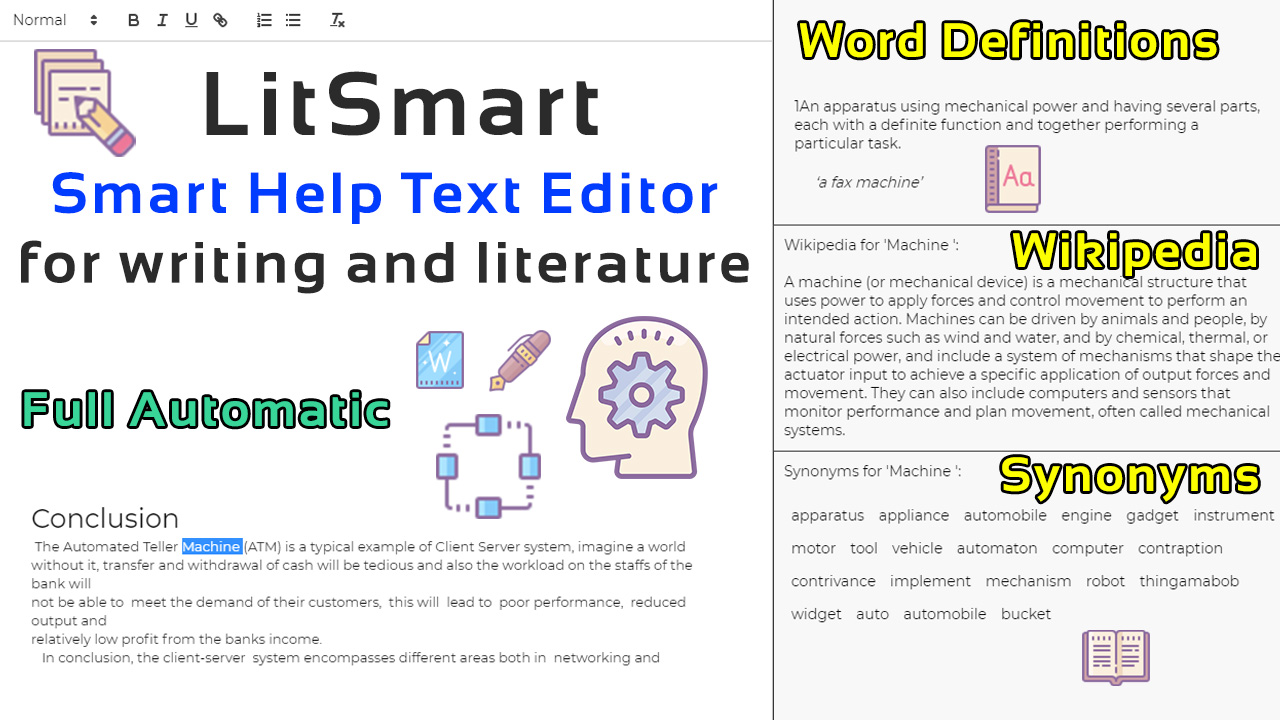 Normal B I U
LitSmart
Smart Help Text Editor
for writing and literature
W
Full Automatic
Conclusion
The Automated Teller Machine (ATM) is a typical example of Client Server system, imagine a world
without it, transfer and withdrawal of cash will be tedious and also the workload on the staffs of the
bank will
not be able to meet the demand of their customers, this will lead to poor performance, reduced
output and
relatively low profit from the banks income.
In conclusion, the client-server system encompasses different areas both in networking and
Word Definitions
1An apparatus using mechanical power and having several parts,
each with a definite function and together performing a
particular task.
‘a fax machine’
Aa
Wikipedia for 'Machine ':
Wikipedia
A machine (or mechanical device) is a mechanical structure that
uses power to apply forces and control movement to perform an
intended action. Machines can be driven by animals and people, by
natural forces such as wind and water, and by chemical, thermal, or
electrical power, and include a system of mechanisms that shape the
actuator input to achieve a specific application of output forces and
movement. They can also include computers and sensors that
monitor performance and plan movement, often called mechanical
systems.
Synonyms for 'Machine ':
Synonyms
apparatus appliance automobile engine gadget instrument
motor tool vehicle automaton computer contraption
contrivance implement mechanism robot thingamabob
widget auto automobile bucket